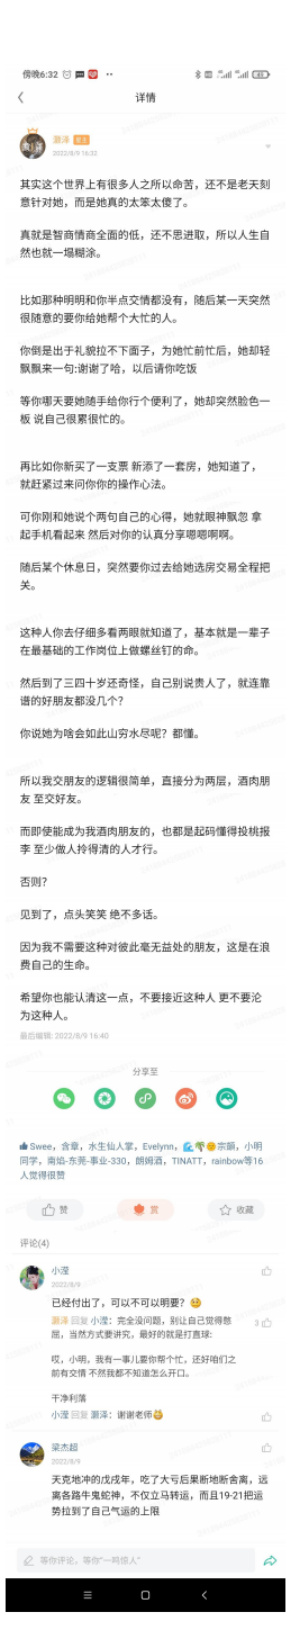 傍晚6:32
详情
灏泽 星主
2022/8/9 16:32
其实这个世界上有很多人之所以命苦，还不是老天刻
意针对她，而是她真的太笨太傻了。
真就是智商情商全面的低，还不思进取，所以人生自
然也就一塌糊涂。
比如那种明明和你半点交情都没有，随后某一天突然
很随意的要你给她帮个大忙的人。
你倒是出于礼貌拉不下面子，为她忙前忙后，她却轻
飘飘来一句:谢谢了哈，以后请你吃饭
等你哪天要她随手给你行个便利了，她却突然脸色一
板 说自己很累很忙的。
再比如你新买了一支票 新添了一套房，她知道了，
就赶紧过来问你你的操作心法。
可你刚和她说个两句自己的心得，她就眼神飘忽 拿
起手机看起来 然后对你的认真分享嗯嗯啊啊。
随后某个休息日，突然要你过去给她选房交易全程把
关。
这种人你去仔细多看两眼就知道了，基本就是一辈子
在最基础的工作岗位上做螺丝钉的命。
然后到了三四十岁还奇怪，自己别说贵人了，就连靠
谱的好朋友都没几个？
你说她为啥会如此山穷水尽呢？都懂。
所以我交朋友的逻辑很简单，直接分为两层，酒肉朋
友 至交好友。
而即使能成为我酒肉朋友的，也都是起码懂得投桃报
李 至少做人拎得清的人才行。
否则？
见到了，点头笑笑 绝不多话。
因为我不需要这种对彼此毫无益处的朋友，这是在浪
费自己的生命。
希望你也能认清这一点，不要接近这种人 更不要沦
为这种人。
最后编辑: 2022/8/9 16:40
分享至
Swee，含章，水生仙人掌，Evelynn，宗颐，小明
同学，南焰-东莞-事业-330，朗姆酒，TINATT，rainbow等16
人觉得很赞
赞
赏
收藏
评论(4)
小滢
2022/8/9
已经付出了，可以不可以明要？
灏泽 回复 小滢：完全没问题，别让自己觉得憋
屈，当然方式要讲究，最好的就是打直球:
3
哎，小明，我有一事儿要你帮个忙，还好咱们之
前有交情 不然我都不知道怎么开口。
干净利落
小滢 回复 灏泽：谢谢老师
梁杰超
2022/8/9
天克地冲的戊戌年，吃了大亏后果断地断舍离，远
离各路牛鬼蛇神，不仅立马转运，而且19-21把运
势拉到了自己气运的上限
等你评论，等你“一鸣惊人”